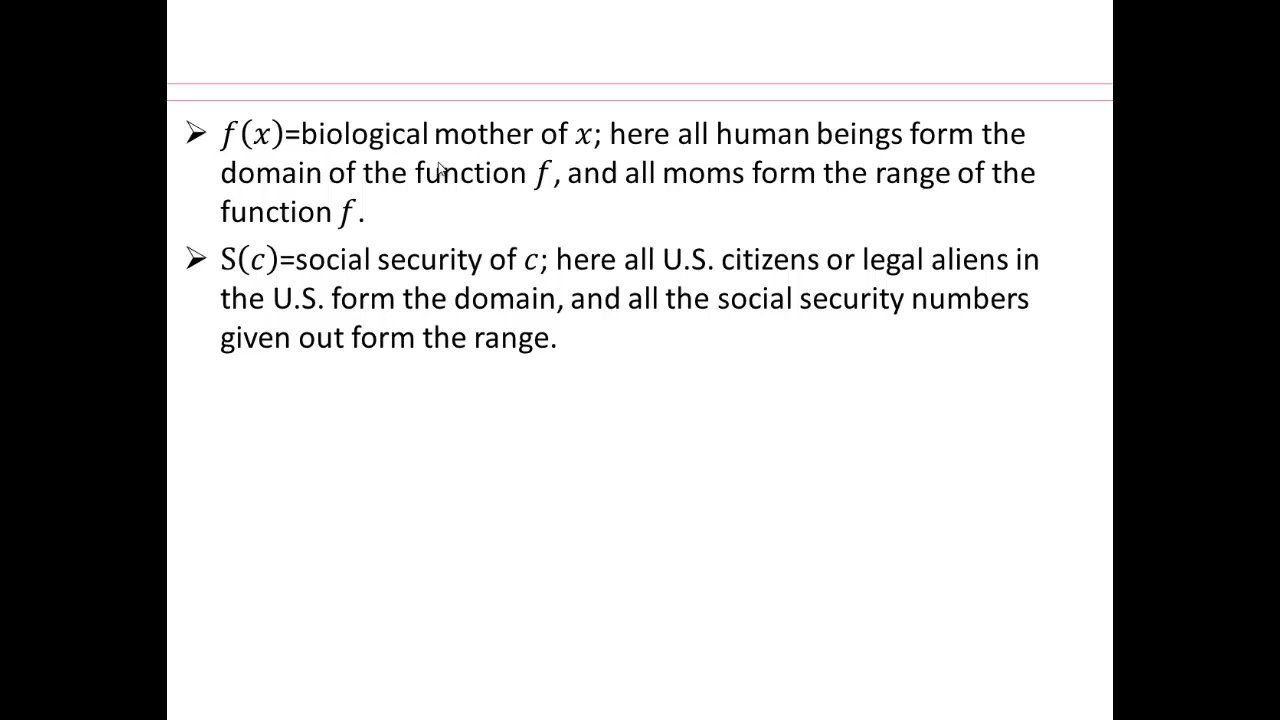 ➢ 𝑓(𝑥)=biological mother of 𝑥; here all human beings form the
domain of the function 𝑓, and all moms form the range of the
function 𝑓.
➢ S(𝑐)=social security of 𝑐; here all U.S. citizens or legal aliens in
the U.S. form the domain, and all the social security numbers
given out form the range.